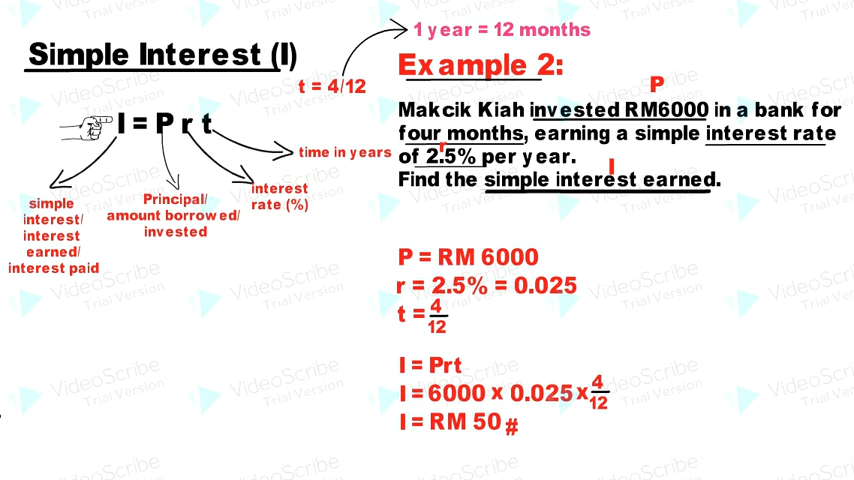 1 year = 12 months
Simple Interest (I)
t = 4/12
I = P r t
time in years
simple
interest/
interest
earned/
interest paid
Principal/
amount borrowed/
invested
interest
rate (%)
Example 2:
P
Makcik Kiah invested RM6000 in a bank for
four months, earning a simple interest rate
r
of 2.5% per year.
I
Find the simple interest earned.
P = RM 6000
r = 2.5% = 0.025
t = 4/12
I = Prt
I = 6000 x 0.025 x 4/12
I = RM 50 #
VideoScribe
Trial Version